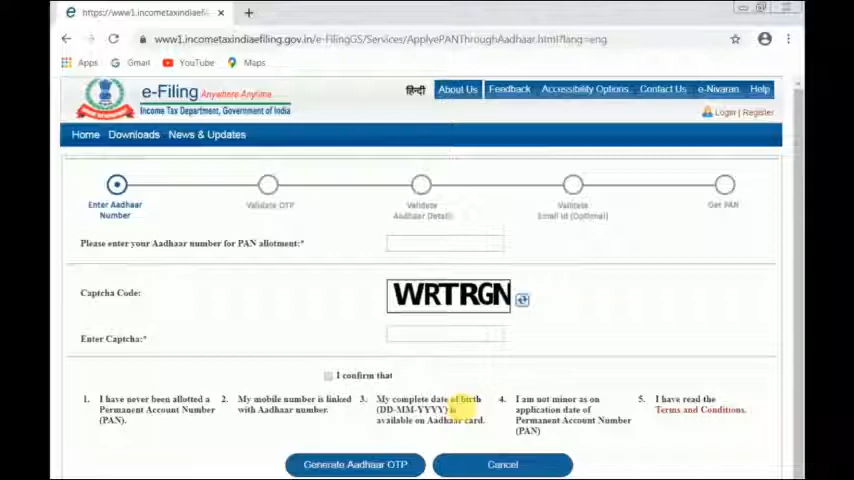 https://www1.incometaxindiaefil
www1.incometaxindiaefiling.gov.in/e-FilingGS/Services/ApplyePANThroughAadhaar.html?lang=eng
Apps Gmail YouTube Maps
e-Filing Anywhere Anytime...
Income Tax Department, Government of India
हिन्दी About Us Feedback Accessibility Options Contact Us e-Nivaran Help
Login | Register
Home Downloads News & Updates
Enter Aadhaar Number
Validate OTP
Validate Aadhaar Details
Validate Email Id (Optional)
Get PAN
Please enter your Aadhaar number for PAN allotment:*
Captcha Code:
WRTRGN
Enter Captcha:*
I confirm that
1. I have never been allotted a
Permanent Account Number
(PAN).
2. My mobile number is linked
with Aadhaar number.
3. My complete date of birth
(DD-MM-YYYY) is
available on Aadhaar card.
4. I am not minor as on
application date of
Permanent Account Number
(PAN)
5. I have read the
Terms and Conditions.
Generate Aadhaar OTP
Cancel